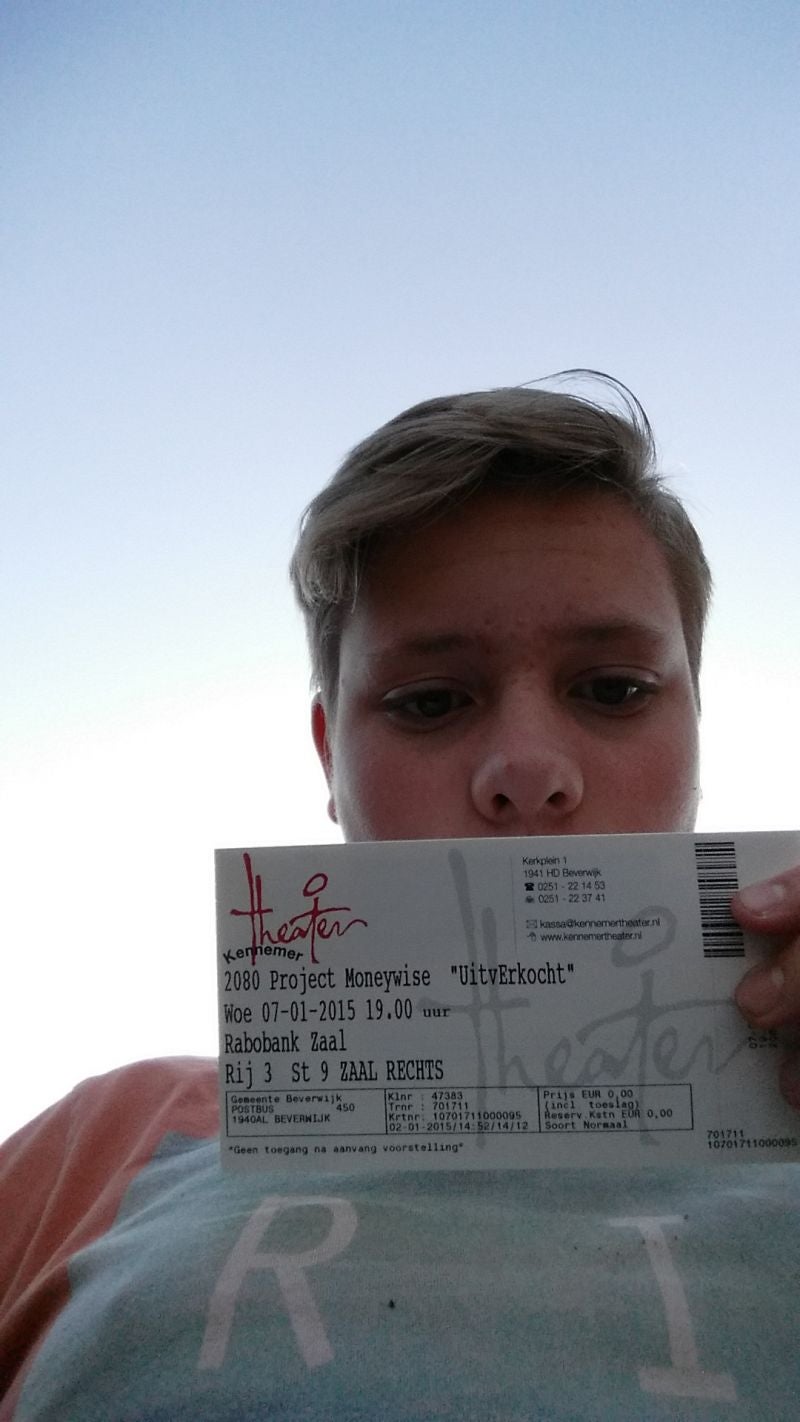 theater
Kennemer
Kerkplein 1
1941 HD Beverwijk
0251 - 22 14 53
0251 - 22 37 41
kassa@kennemertheater.nl
www.kennemertheater.nl
2080 Project Moneywise "UitvErkocht"
Woe 07-01-2015 19.00 uur
Rabobank Zaal
Rij 3 St 9 ZAAL RECHTS
theater
Gemeente Beverwijk
POSTBUS 450
1940AL BEVERWIJK
Klnr : 47383
Trnr : 701711
Krtnr: 10701711000095
02-01-2015/14:52/14/12
Prijs EUR 0,00
(incl. toeslag)
Reserv.Kstn EUR 0,00
Soort Normaal
701711
10701711000095
*Geen toegang na aanvang voorstelling*
R I